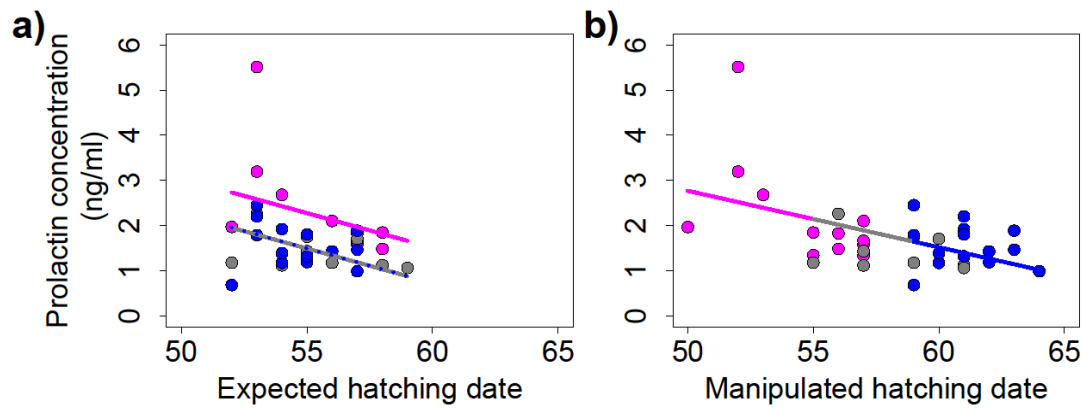 a)
Prolactin concentration
(ng/ml)
0 1 2 3 4 5 6
50 55 60 65
Expected hatching date
b)
0 1 2 3 4 5 6
50 55 60 65
Manipulated hatching date